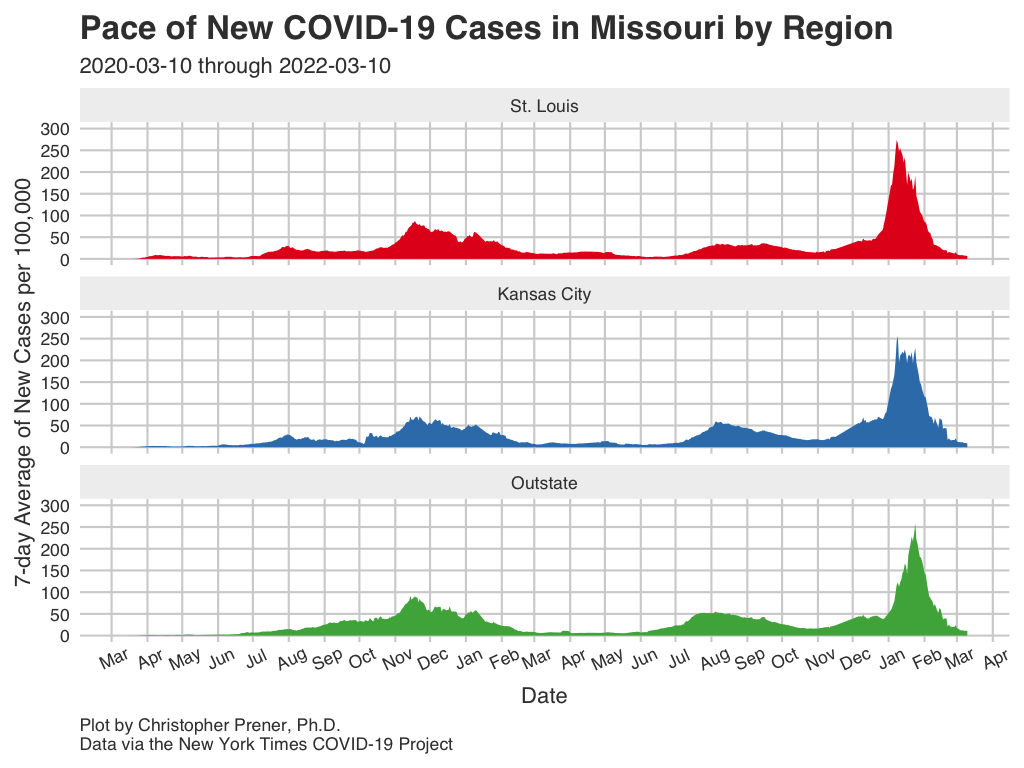 Pace of New COVID-19 Cases in Missouri by Region
2020-03-10 through 2022-03-10
7-day Average of New Cases per 100,000
St. Louis
300
250
200
150
100
50
0
Kansas City
300
250
200
150
100
50
0
Outstate
300
250
200
150
100
50
0
Mar Apr May Jun Jul Aug Sep Oct Nov Dec Jan Feb Mar Apr May Jun Jul Aug Sep Oct Nov Dec Jan Feb Mar Apr
Date
Plot by Christopher Prener, Ph.D.
Data via the New York Times COVID-19 Project